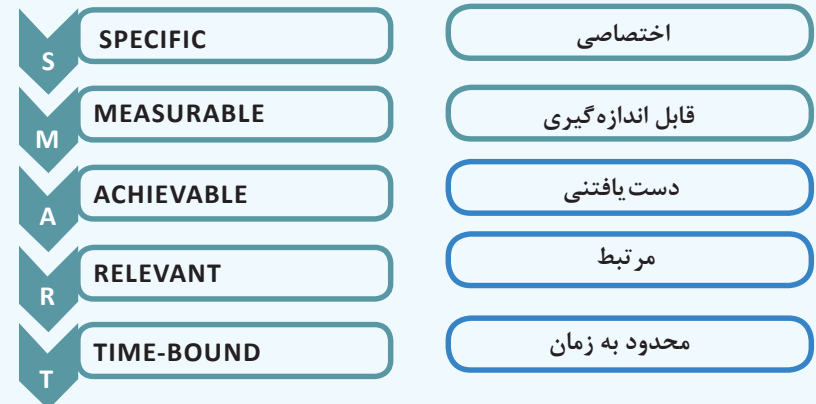 S SPECIFIC اختصاصی
M MEASURABLE قابل اندازه‌گیری
A ACHIEVABLE دست‌یافتنی
R RELEVANT مرتبط
T TIME-BOUND محدود به زمان